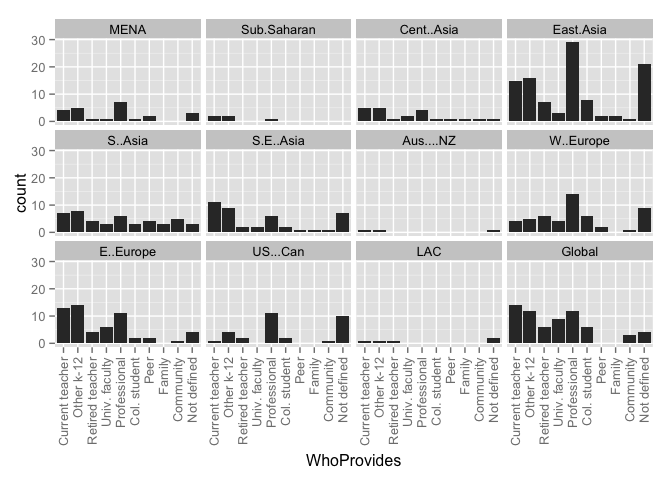 MENA Sub.Saharan Cent..Asia East.Asia
30
20
10
0
S..Asia S.E..Asia Aus....NZ W..Europe
30
20
10
0
count
E..Europe US...Can LAC Global
30
20
10
0
Current teacher
Other k-12
Retired teacher
Univ. faculty
Professional
Col. student
Peer
Family
Community
Not defined
Current teacher
Other k-12
Retired teacher
Univ. faculty
Professional
Col. student
Peer
Family
Community
Not defined
Current teacher
Other k-12
Retired teacher
Univ. faculty
Professional
Col. student
Peer
Family
Community
Not defined
Current teacher
Other k-12
Retired teacher
Univ. faculty
Professional
Col. student
Peer
Family
Community
Not defined
WhoProvides